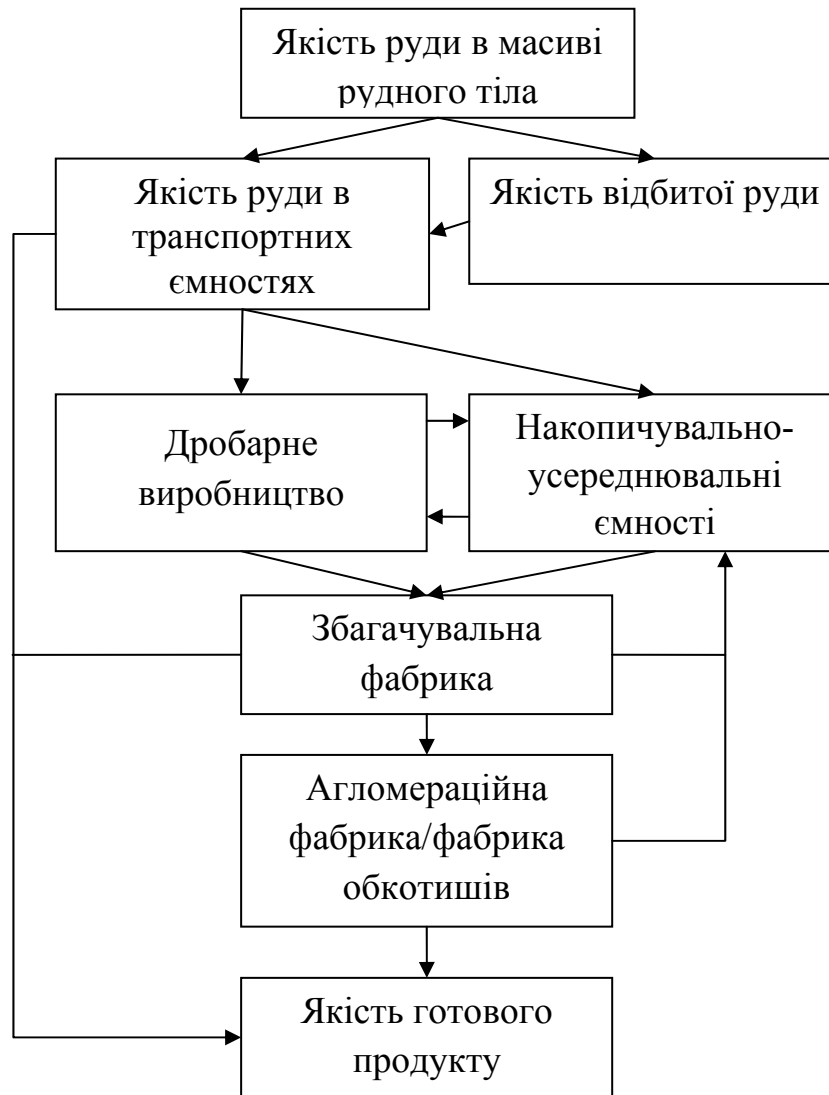 Якість руди в масиві
рудного тіла
Якість руди в
транспортних
ємностях
Якість відбитої руди
Дробарне
виробництво
Накопичувально-
усереднювальні
ємності
Збагачувальна
фабрика
Агломераційна
фабрика/фабрика
обкотишів
Якість готового
продукту